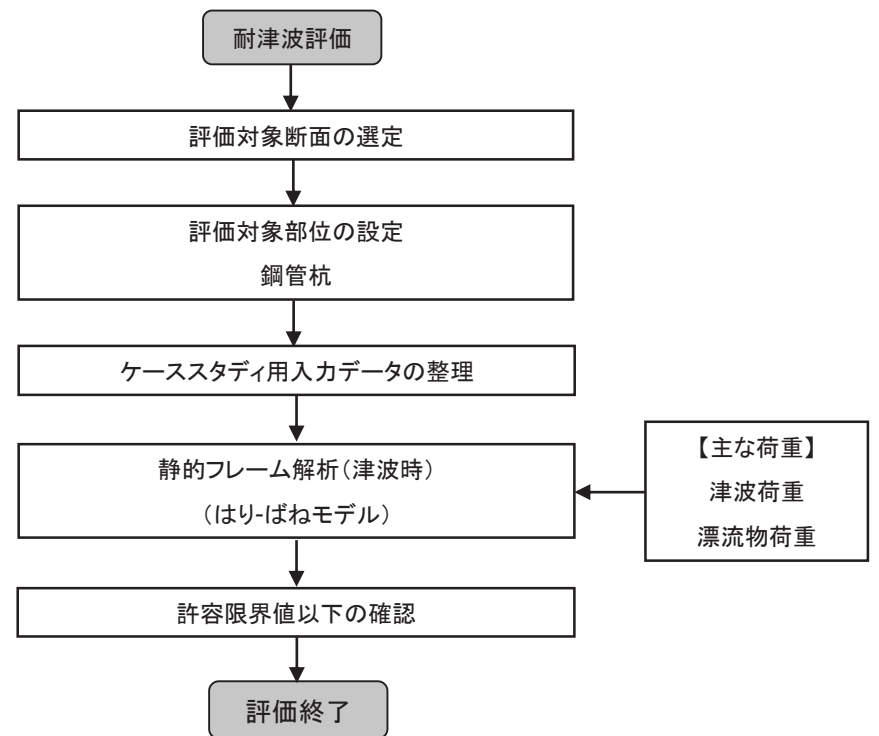 耐津波評価
評価対象断面の選定
評価対象部位の設定
鋼管杭
ケーススタディ用入力データの整理
静的フレーム解析(津波時)
(はり-ばねモデル)
【主な荷重】
津波荷重
漂流物荷重
許容限界値以下の確認
評価終了